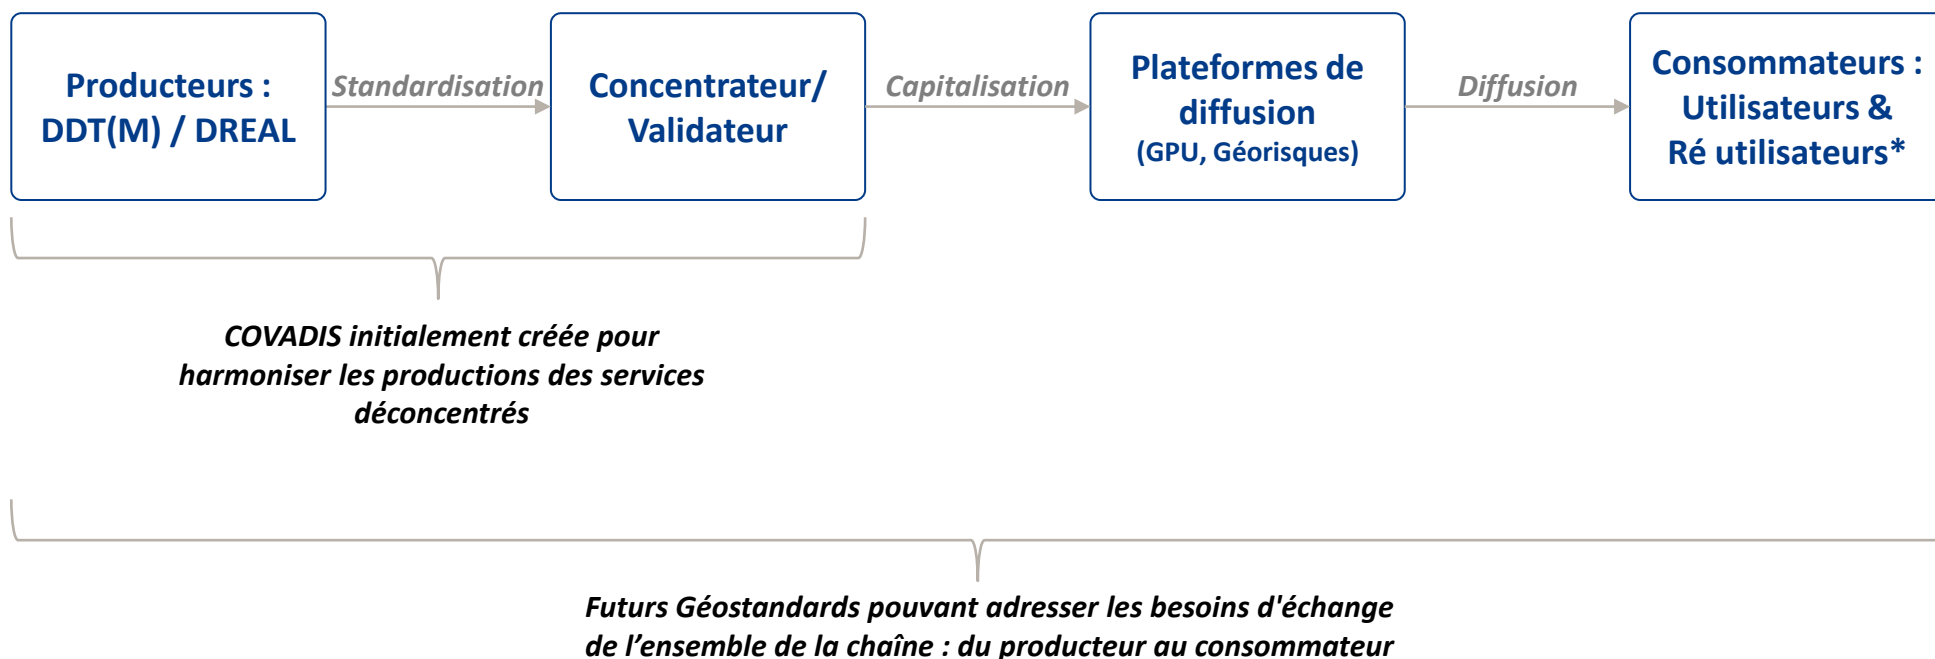 Producteurs :
DDT(M) / DREAL
Standardisation
Concentrateur/
Validateur
Capitalisation
Plateformes de
diffusion
(GPU, Géorisques)
Diffusion
Consommateurs :
Utilisateurs &
Ré utilisateurs*
COVADIS initialement créée pour
harmoniser les productions des services
déconcentrés
Futurs Géostandards pouvant adresser les besoins d'échange
de l’ensemble de la chaîne : du producteur au consommateur